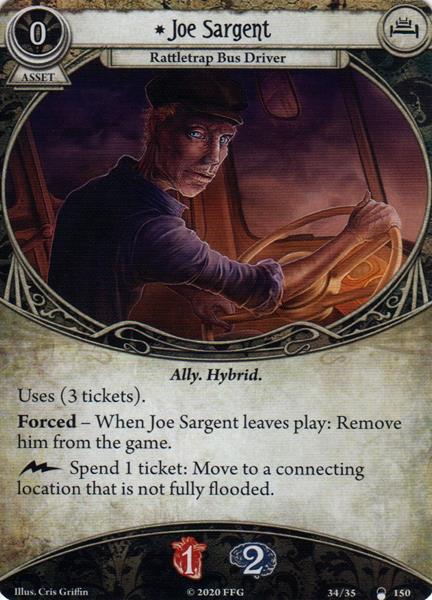 0
ASSET
*Joe Sargent
Rattletrap Bus Driver
Ally. Hybrid.
Uses (3 tickets).
Forced – When Joe Sargent leaves play: Remove
him from the game.
Spend 1 ticket: Move to a connecting
location that is not fully flooded.
1
2
Illus. Cris Griffin
© 2020 FFG
34/35
150